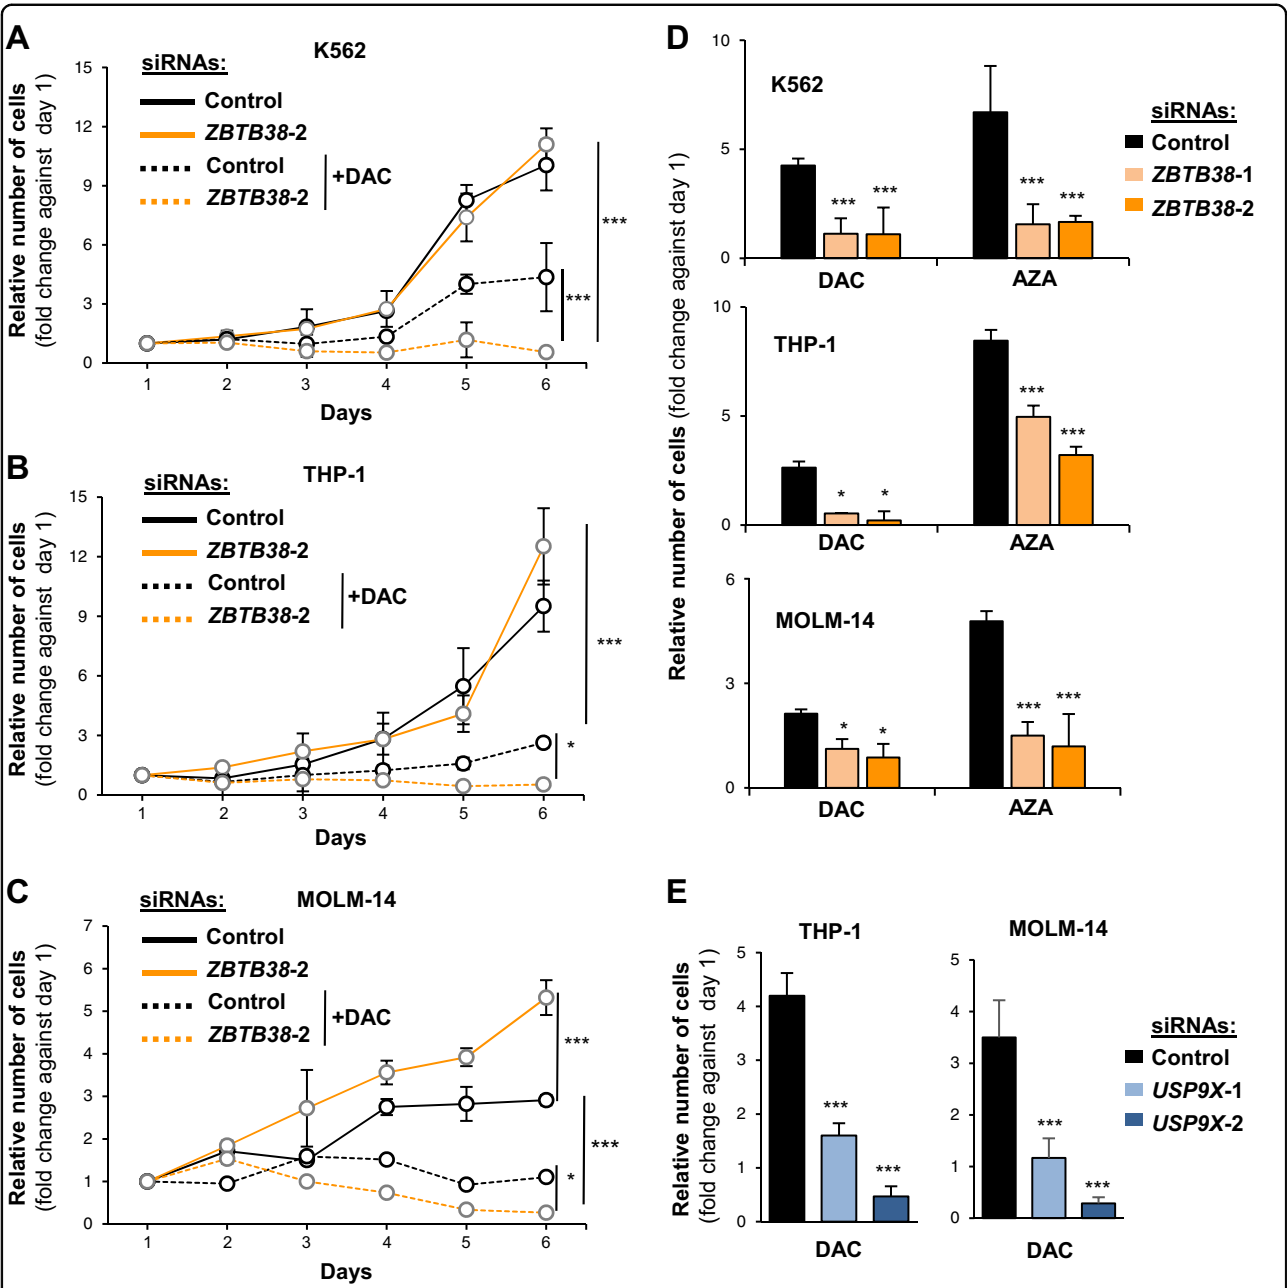 A
K562
siRNAs:
Control
ZBTB38-2
Control
ZBTB38-2
+DAC
Relative number of cells
(fold change against day 1)
15
12
9
6
3
0
***
***
1 2 3 4 5 6
Days
B
THP-1
siRNAs:
Control
ZBTB38-2
Control
ZBTB38-2
+DAC
Relative number of cells
(fold change against day 1)
15
12
9
6
3
0
***
*
1 2 3 4 5 6
Days
C
MOLM-14
siRNAs:
Control
ZBTB38-2
Control
ZBTB38-2
+DAC
Relative number of cells
(fold change against day 1)
7
6
5
4
3
2
1
0
***
***
*
1 2 3 4 5 6
Days
D
Relative number of cells (fold change against day 1)
K562
10
5
0
*** *** *** ***
DAC AZA
siRNAs:
Control
ZBTB38-1
ZBTB38-2
THP-1
10
5
0
* * *** ***
DAC AZA
MOLM-14
6
3
0
* * *** ***
DAC AZA
E
Relative number of cells
(fold change against day 1)
THP-1
5
4
3
2
1
0
*** ***
DAC
MOLM-14
5
4
3
2
1
0
*** ***
DAC
siRNAs:
Control
USP9X-1
USP9X-2